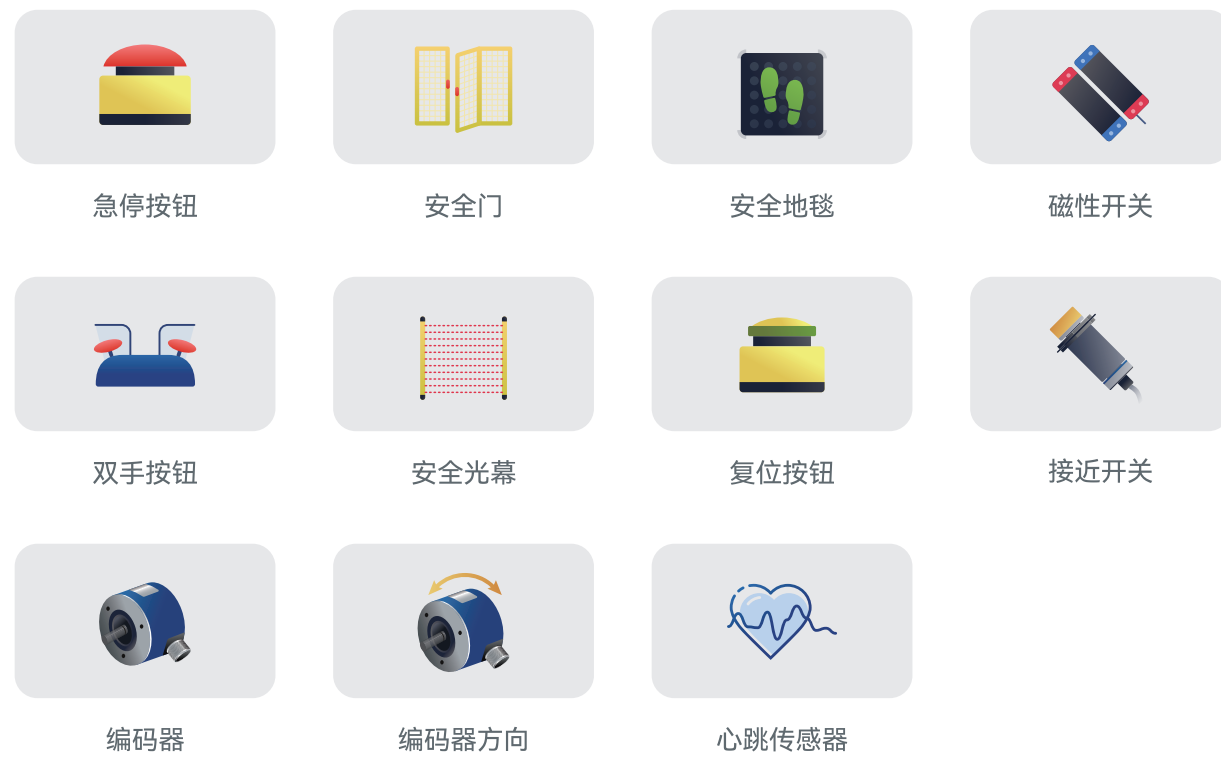 急停按钮
安全门
安全地毯
磁性开关
双手按钮
安全光幕
复位按钮
接近开关
编码器
编码器方向
心跳传感器